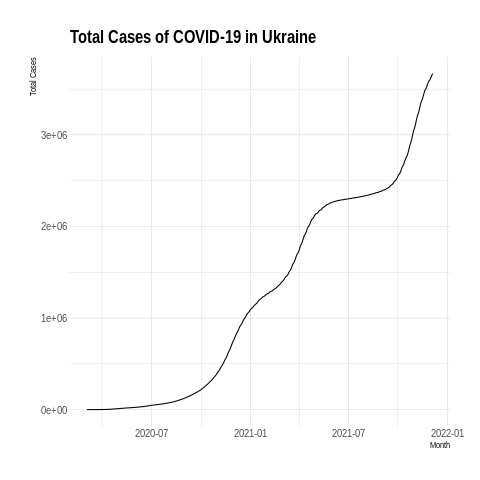 Total Cases of COVID-19 in Ukraine
Total Cases
3e+06
2e+06
1e+06
0e+00
2020-07 2021-01 2021-07 2022-01
Month